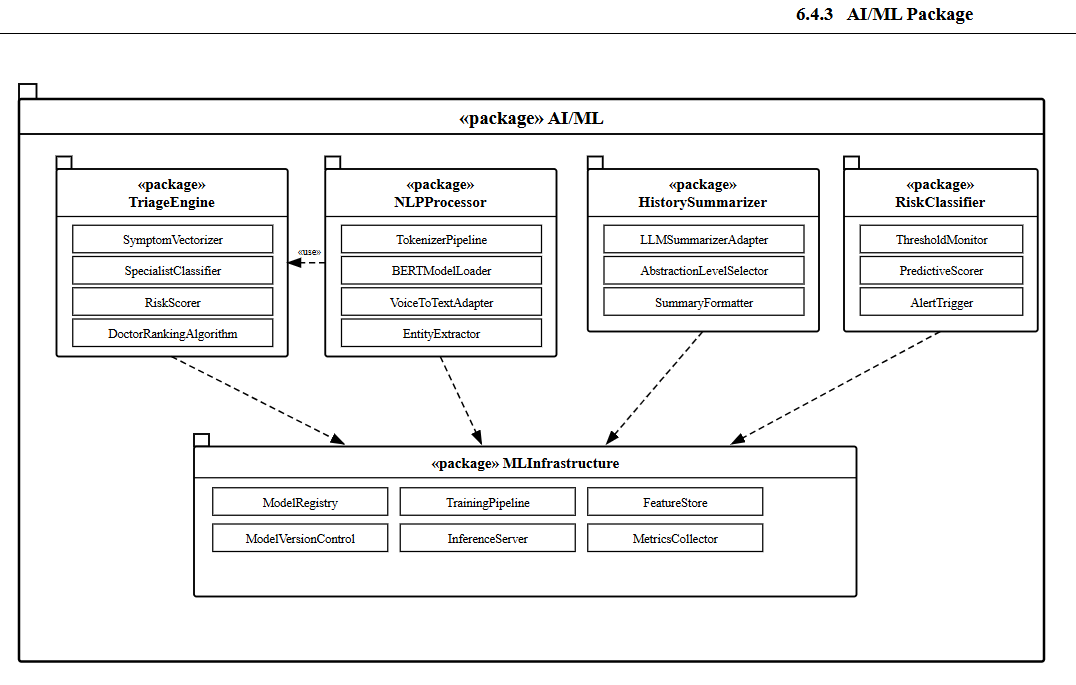 6.4.3 AI/ML Package
«package» AI/ML
«package»
TriageEngine
SymptomVectorizer
SpecialistClassifier
RiskScorer
DoctorRankingAlgorithm
«use»
«package»
NLPProcessor
TokenizerPipeline
BERTModelLoader
VoiceToTextAdapter
EntityExtractor
«package»
HistorySummarizer
LLMSummarizerAdapter
AbstractionLevelSelector
SummaryFormatter
«package»
RiskClassifier
ThresholdMonitor
PredictiveScorer
AlertTrigger
«package» MLInfrastructure
ModelRegistry
TrainingPipeline
FeatureStore
ModelVersionControl
InferenceServer
MetricsCollector